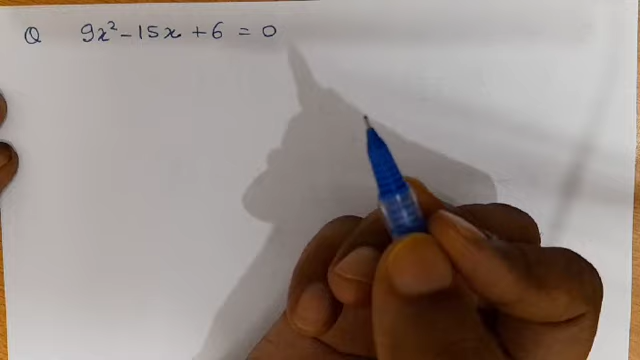 Q 9x² - 15x + 6 = 0